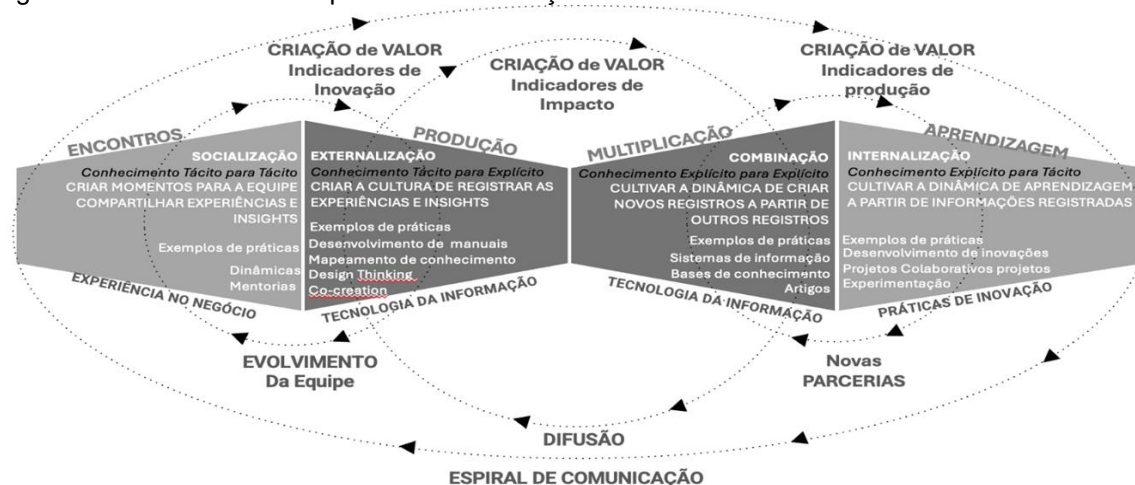 CRIAÇÃO de VALOR
Indicadores de
Inovação
CRIAÇÃO de VALOR
Indicadores de
Impacto
CRIAÇÃO de VALOR
Indicadores de
produção
ENCONTROS
SOCIALIZAÇÃO
Conhecimento Tácito para Tácito
CRIAR MOMENTOS PARA A EQUIPE
COMPARTILHAR EXPERIÊNCIAS E
INSIGHTS
Exemplos de práticas
Dinâmicas
Mentorias
EXPERIÊNCIA NO NEGÓCIO
PRODUÇÃO
EXTERNALIZAÇÃO
Conhecimento Tácito para Explícito
CRIAR A CULTURA DE REGISTRAR AS
EXPERIÊNCIAS E INSIGHTS
Exemplos de práticas
Desenvolvimento de manuais
Mapeamento de conhecimento
Design Thinking
Co-creation
TECNOLOGIA DA INFORMAÇÃO
MULTIPLICAÇÃO
COMBINAÇÃO
Conhecimento Explícito para Explícito
CULTIVAR A DINÂMICA DE CRIAR
NOVOS REGISTROS A PARTIR DE
OUTROS REGISTROS
Exemplos de práticas
Sistemas de informação
Bases de conhecimento
Artigos
TECNOLOGIA DA INFORMAÇÃO
APRENDIZAGEM
INTERNALIZAÇÃO
Conhecimento Explícito para Tácito
CULTIVAR A DINÂMICA DE APRENDIZAGEM
A PARTIR DE INFORMAÇÕES REGISTRADAS
Exemplos de práticas
Desenvolvimento de inovações
Projetos Colaborativos projetos
Experimentação
PRÁTICAS DE INOVAÇÃO
EVOLVIMENTO
Da Equipe
Novas
PARCERIAS
DIFUSÃO
ESPIRAL DE COMUNICAÇÃO